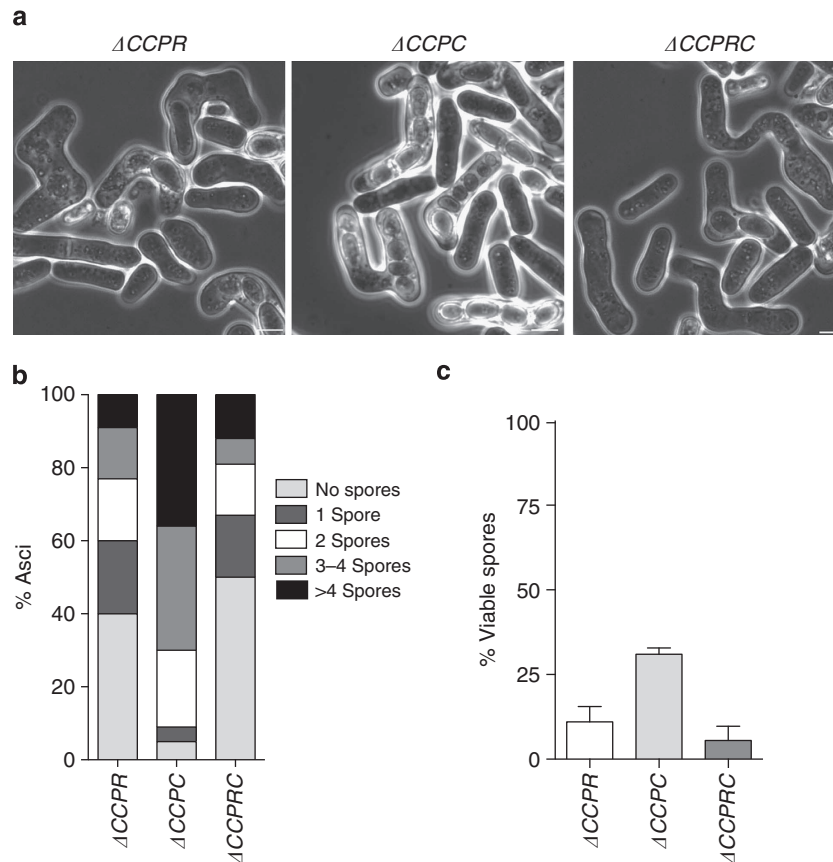 a
ΔCCPR
ΔCCPC
ΔCCPRC
b
% Asci
100
80
60
40
20
0
ΔCCPR
ΔCCPC
ΔCCPRC
No spores
1 Spore
2 Spores
3–4 Spores
>4 Spores
c
% Viable spores
100
75
50
25
0
ΔCCPR
ΔCCPC
ΔCCPRC